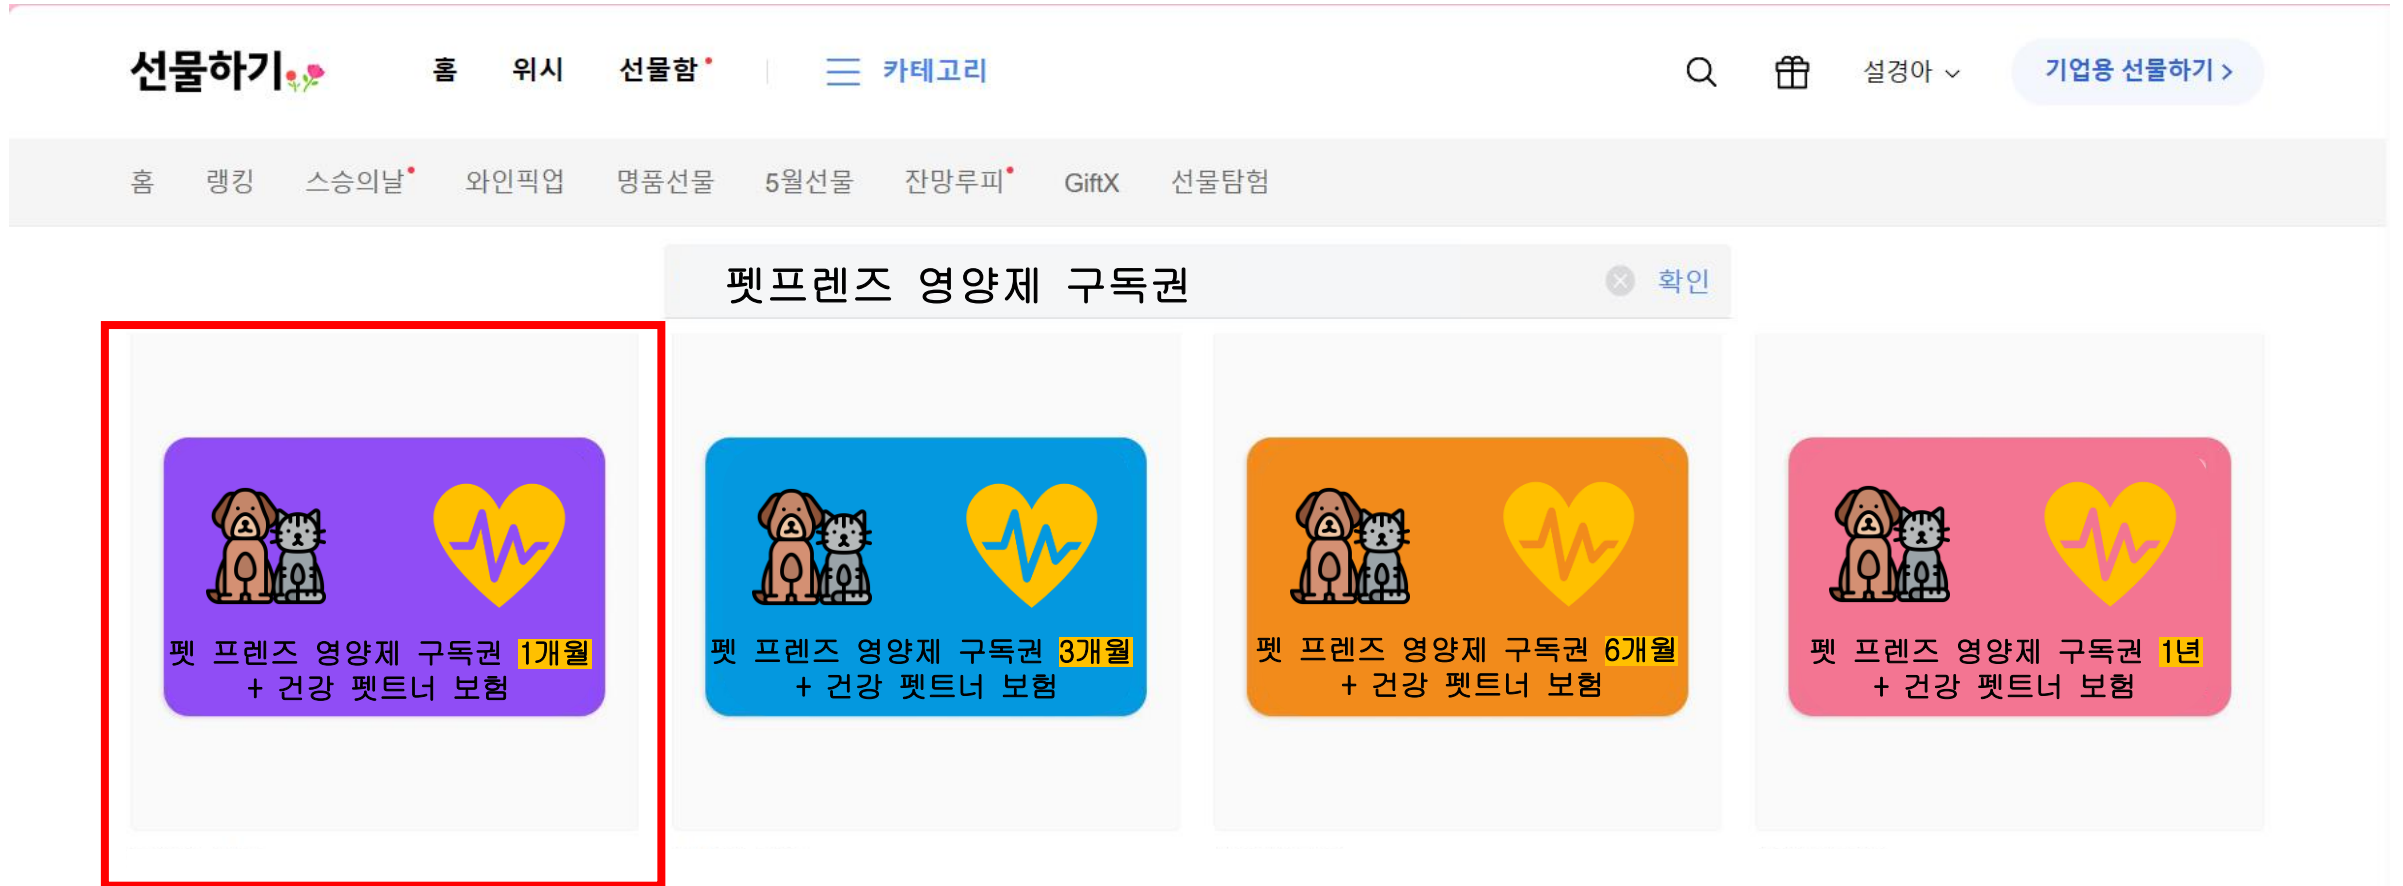 선물하기
홈 위시 선물함 카테고리 설경아 기업용 선물하기 >
홈 랭킹 스승의날 와인픽업 명품선물 5월선물 잔망루피 GiftX 선물탐험
펫프렌즈 영양제 구독권 확인
펫 프렌즈 영양제 구독권 1개월
+ 건강 펫트너 보험
펫 프렌즈 영양제 구독권 3개월
+ 건강 펫트너 보험
펫 프렌즈 영양제 구독권 6개월
+ 건강 펫트너 보험
펫 프렌즈 영양제 구독권 1년
+ 건강 펫트너 보험